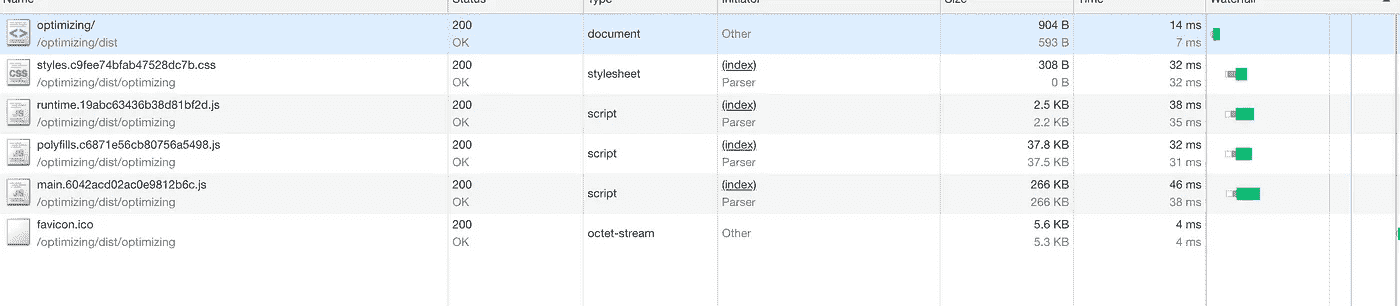 Name Status Type Initiator Size Time Waterfall
optimizing/ 200 904 B 14 ms
/optimizing/dist OK document Other 593 B 7 ms
styles.c9fee74bfab47528dc7b.css 200 (index) 308 B 32 ms
/optimizing/dist/optimizing OK stylesheet Parser 0 B 32 ms
runtime.19abc63436b38d81bf2d.js 200 (index) 2.5 KB 38 ms
/optimizing/dist/optimizing OK script Parser 2.2 KB 35 ms
polyfills.c6871e56cb80756a5498.js 200 (index) 37.8 KB 32 ms
/optimizing/dist/optimizing OK script Parser 37.5 KB 31 ms
main.6042acd02ac0e9812b6c.js 200 (index) 266 KB 46 ms
/optimizing/dist/optimizing OK script Parser 266 KB 38 ms
favicon.ico 200 5.6 KB 4 ms
/optimizing/dist/optimizing OK octet-stream Other 5.3 KB 4 ms